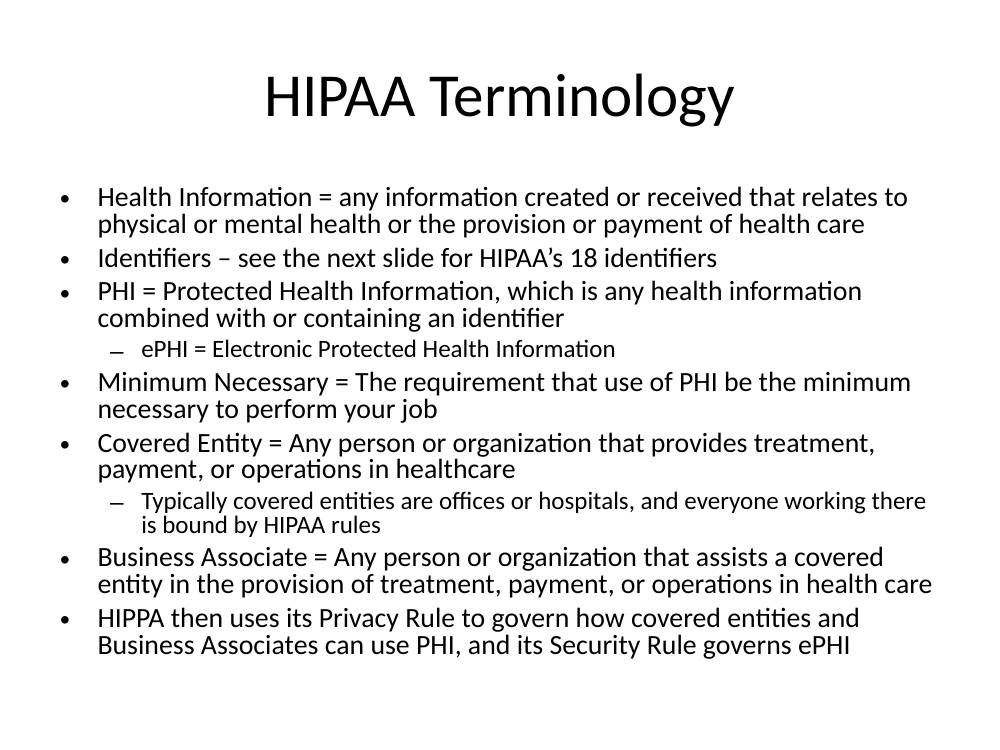 HIPAA Terminology
• Health Information = any information created or received that relates to
physical or mental health or the provision or payment of health care
• Identifiers – see the next slide for HIPAA’s 18 identifiers
• PHI = Protected Health Information, which is any health information
combined with or containing an identifier
– ePHI = Electronic Protected Health Information
• Minimum Necessary = The requirement that use of PHI be the minimum
necessary to perform your job
• Covered Entity = Any person or organization that provides treatment,
payment, or operations in healthcare
– Typically covered entities are offices or hospitals, and everyone working there
is bound by HIPAA rules
• Business Associate = Any person or organization that assists a covered
entity in the provision of treatment, payment, or operations in health care
• HIPPA then uses its Privacy Rule to govern how covered entities and
Business Associates can use PHI, and its Security Rule governs ePHI